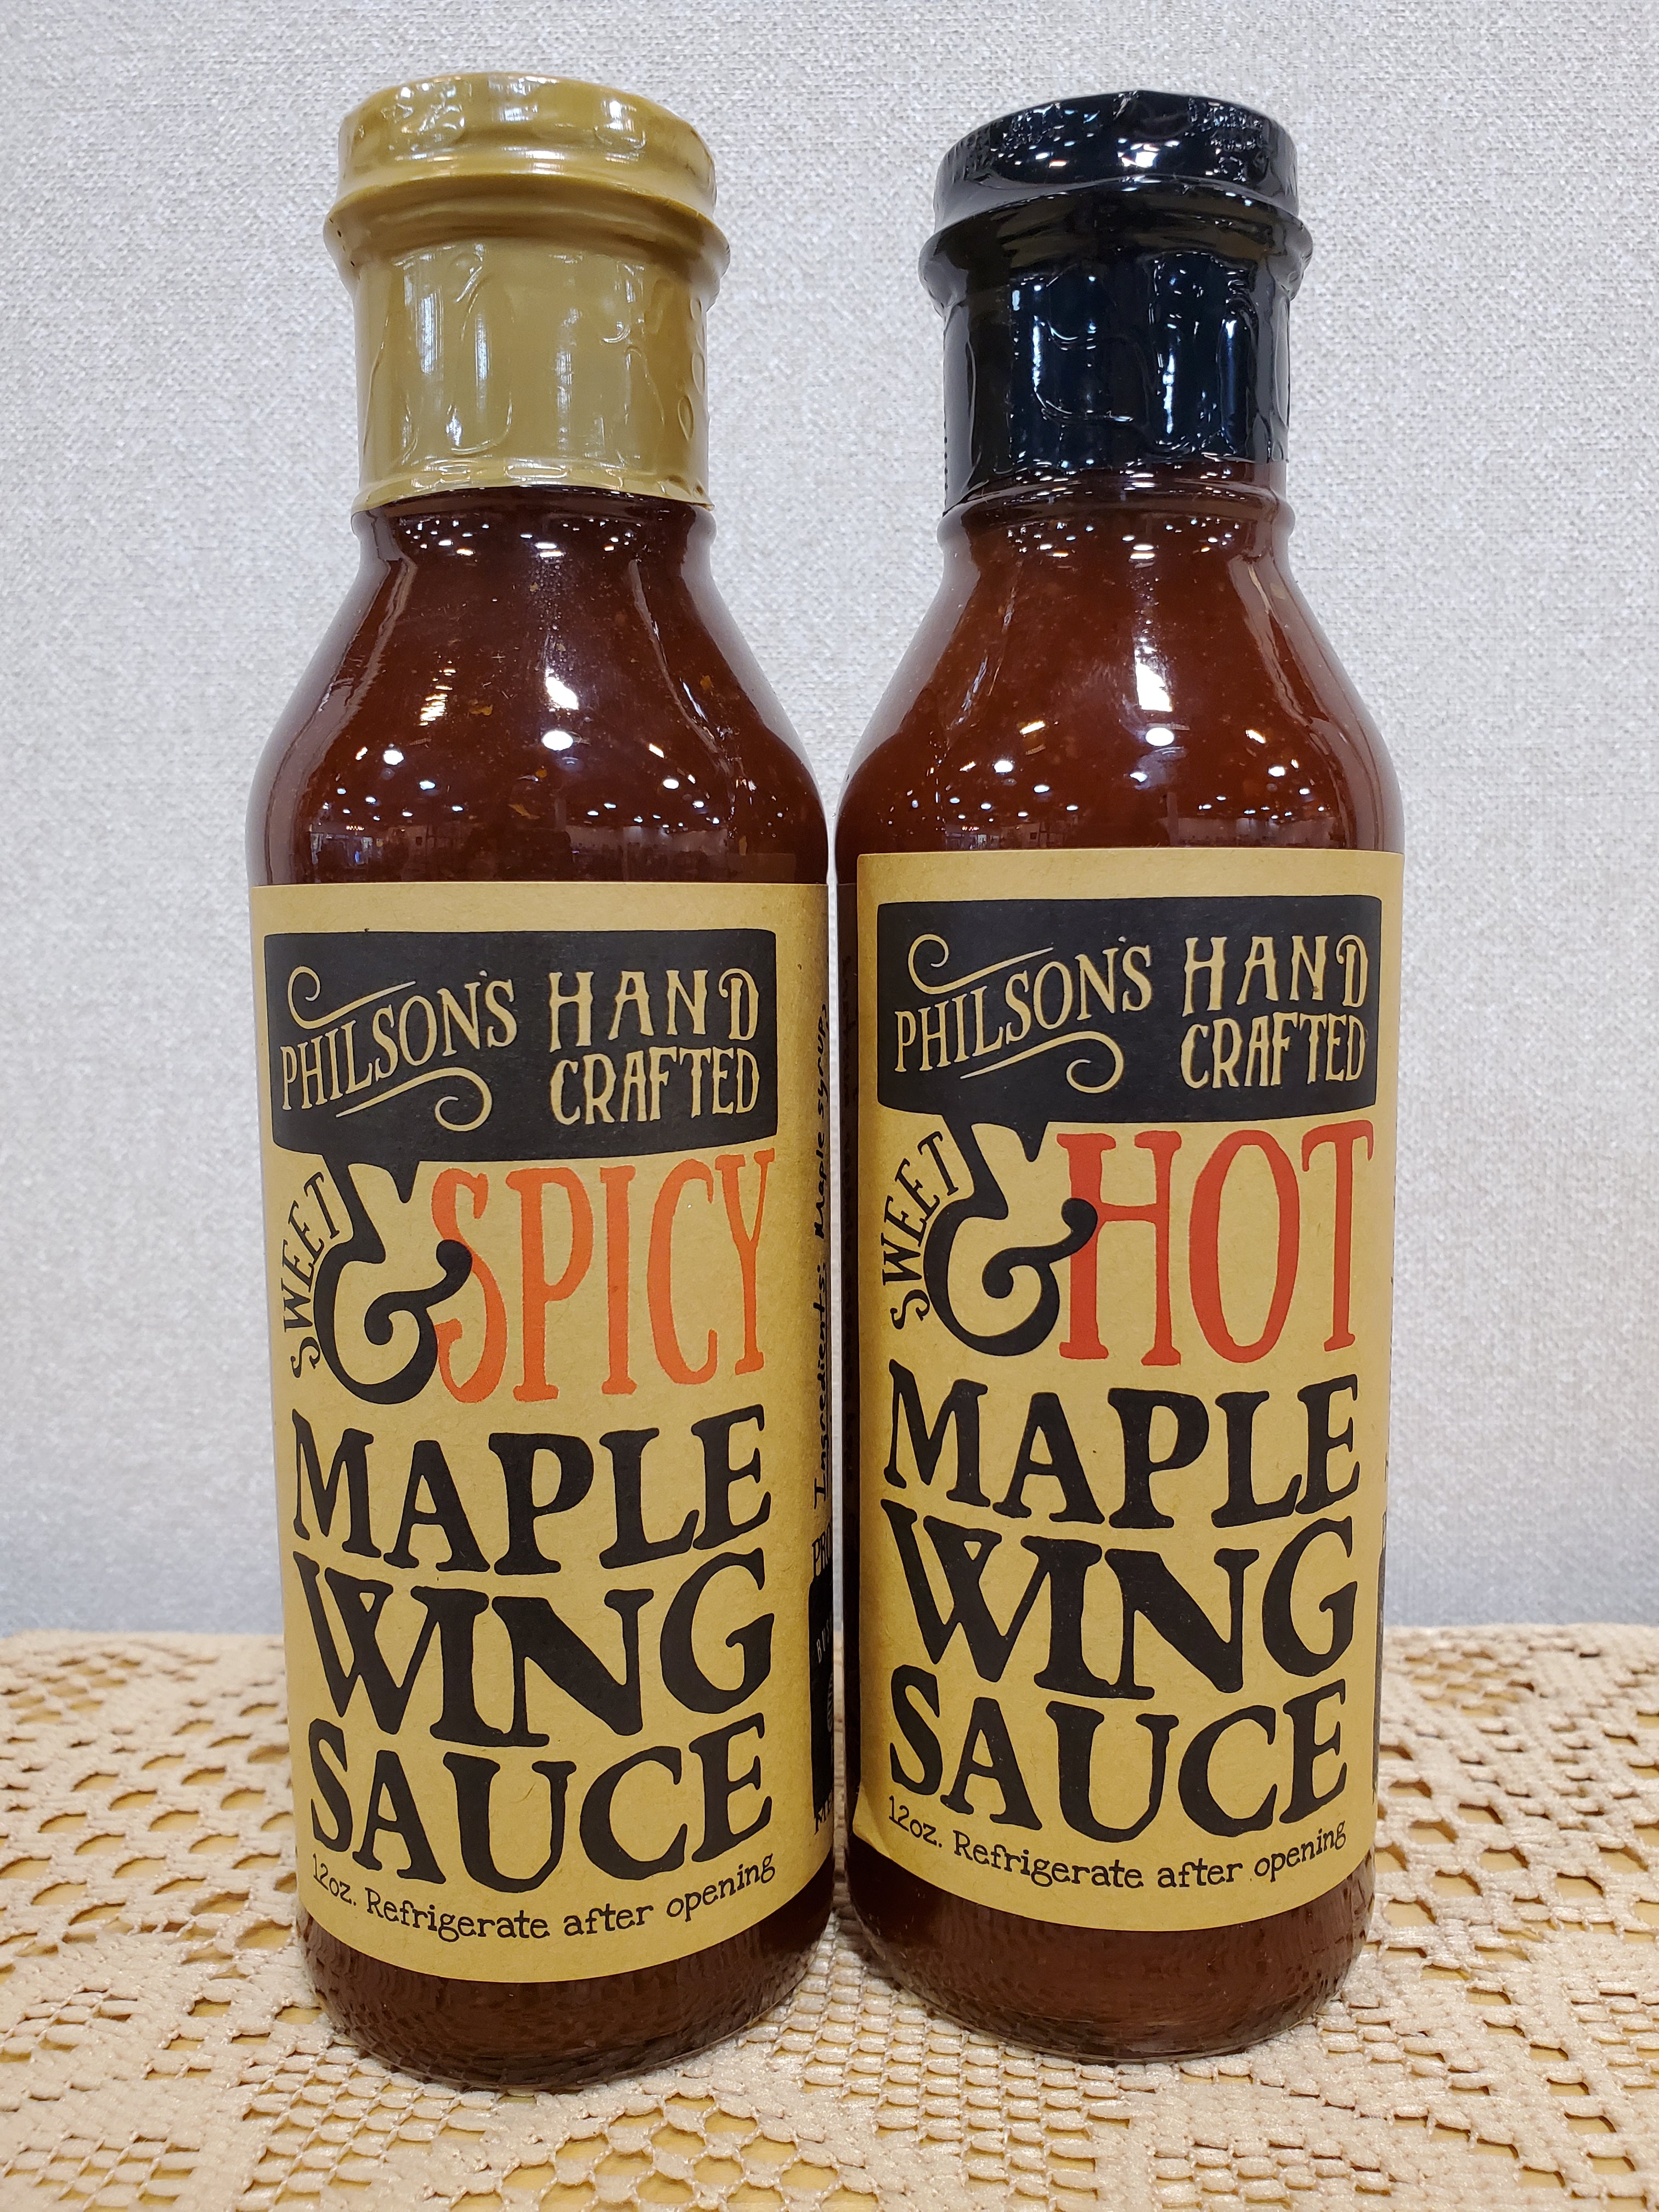 PHILSON'S HAND
CRAFTED
SWEET & SPICY
MAPLE
WING
SAUCE
12oz. Refrigerate after opening
Ingredients: Maple syrup,
PHILSON'S HAND
CRAFTED
SWEET & HOT
MAPLE
WING
SAUCE
12oz. Refrigerate after opening